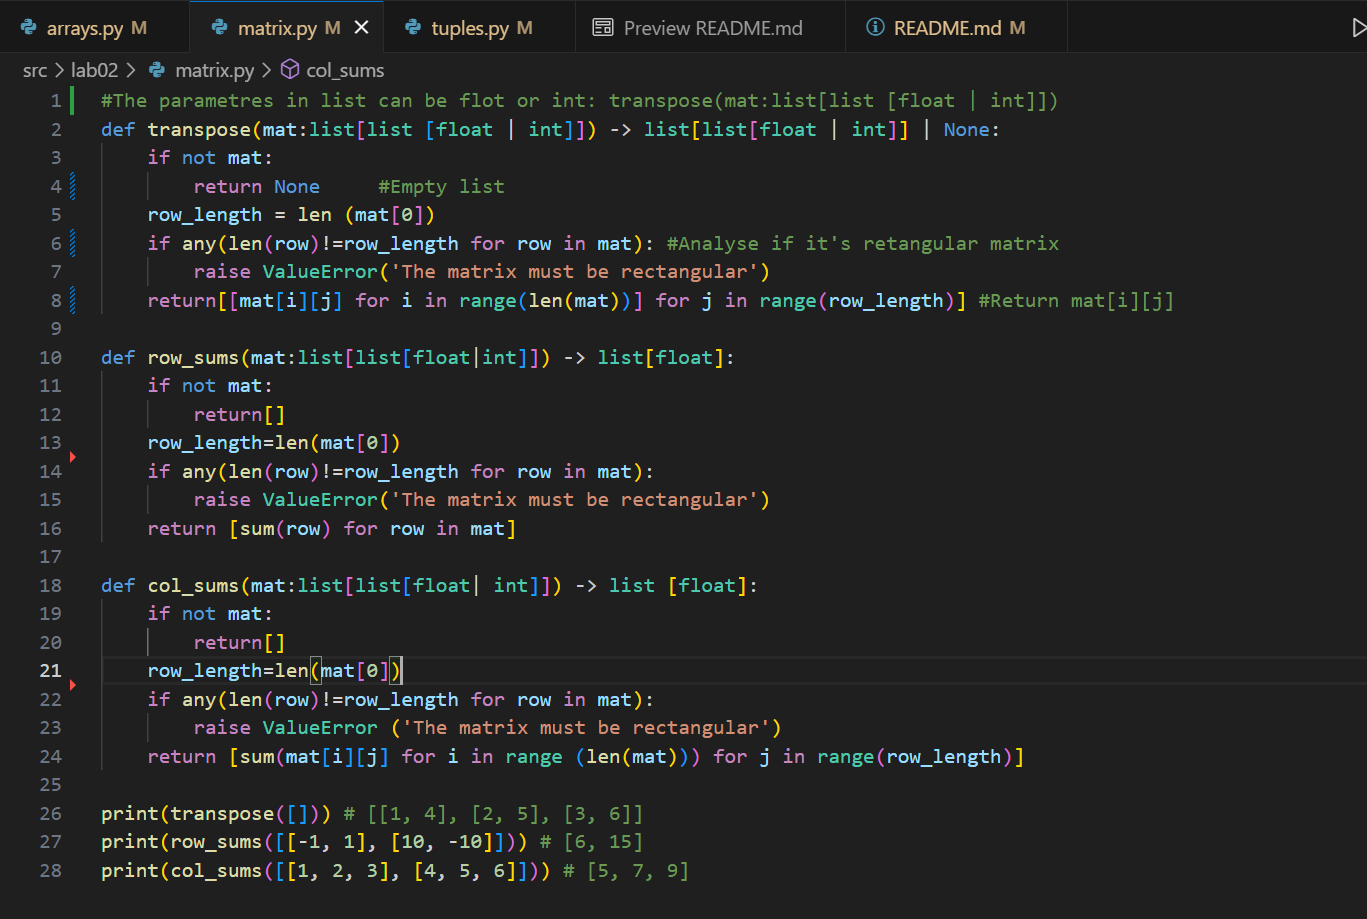 arrays.py M matrix.py M tuples.py M Preview README.md README.md M
src > lab02 > matrix.py > col_sums
1 #The parametres in list can be flot or int: transpose(mat:list[list [float | int]])
2 def transpose(mat:list[list [float | int]]) -> list[list[float | int]] | None:
3 if not mat:
4 return None #Empty list
5 row_length = len (mat[0])
6 if any(len(row)!=row_length for row in mat): #Analyse if it's retangular matrix
7 raise ValueError('The matrix must be rectangular')
8 return[[mat[i][j] for i in range(len(mat))] for j in range(row_length)] #Return mat[i][j]
9
10 def row_sums(mat:list[list[float|int]]) -> list[float]:
11 if not mat:
12 return[]
13 row_length=len(mat[0])
14 if any(len(row)!=row_length for row in mat):
15 raise ValueError('The matrix must be rectangular')
16 return [sum(row) for row in mat]
17
18 def col_sums(mat:list[list[float| int]]) -> list [float]:
19 if not mat:
20 return[]
21 row_length=len(mat[0])
22 if any(len(row)!=row_length for row in mat):
23 raise ValueError ('The matrix must be rectangular')
24 return [sum(mat[i][j] for i in range (len(mat))) for j in range(row_length)]
25
26 print(transpose([])) # [[1, 4], [2, 5], [3, 6]]
27 print(row_sums([[-1, 1], [10, -10]])) # [6, 15]
28 print(col_sums([[1, 2, 3], [4, 5, 6]])) # [5, 7, 9]